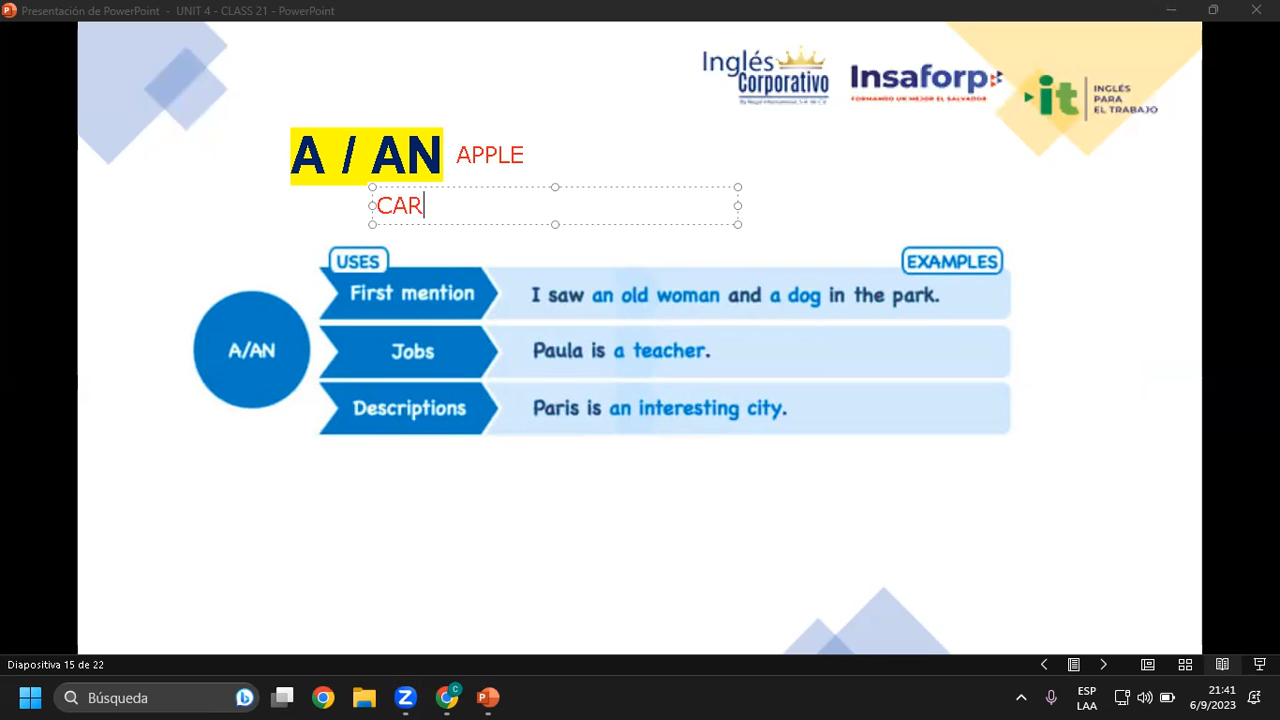 Presentación de PowerPoint - UNIT 4 - CLASS 21 - PowerPoint
Inglés
Corporativo
Insaforp
FORMANDO UN MEJOR EL SALVADOR
it
INGLÉS
PARA
EL TRABAJO
A / AN APPLE
CAR
USES
EXAMPLES
First mention
I saw an old woman and a dog in the park.
A/AN
Jobs
Paula is a teacher.
Descriptions
Paris is an interesting city.
Diapositiva 15 de 22
Búsqueda
C
ESP
LAA
21:41
6/9/2023